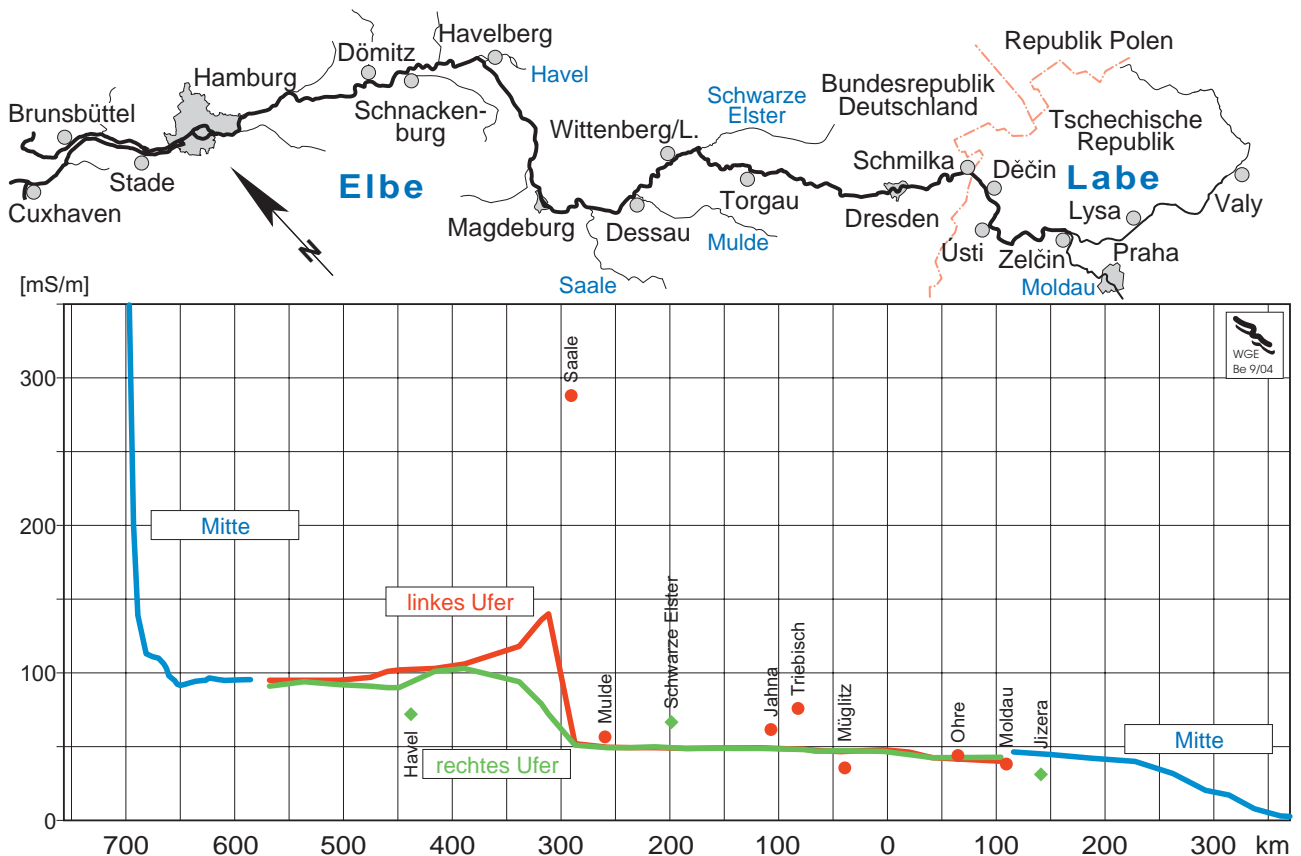 Republik Polen
Havelberg
Dömitz
Hamburg
Havel
Bundesrepublik
Deutschland
Schwarze
Elster
Schnacken-
burg
Brunsbüttel
Wittenberg/L.
Tschechische
Republik
Stade
Elbe
Schmilka
Děčin
Labe
Cuxhaven
Magdeburg
Dessau
Torgau
Dresden
Lysa
Valy
Mulde
Usti
Zelčin
Praha
N
Saale
Moldau
[mS/m]
WGE
Be 9/04
300
Saale
200
Mitte
linkes Ufer
Schwarze Elster
Triebisch
100
Mulde
Jahna
Müglitz
Ohre
Moldau
Jizera
Havel
rechtes Ufer
Mitte
0
700 600 500 400 300 200 100 0 100 200 300 km